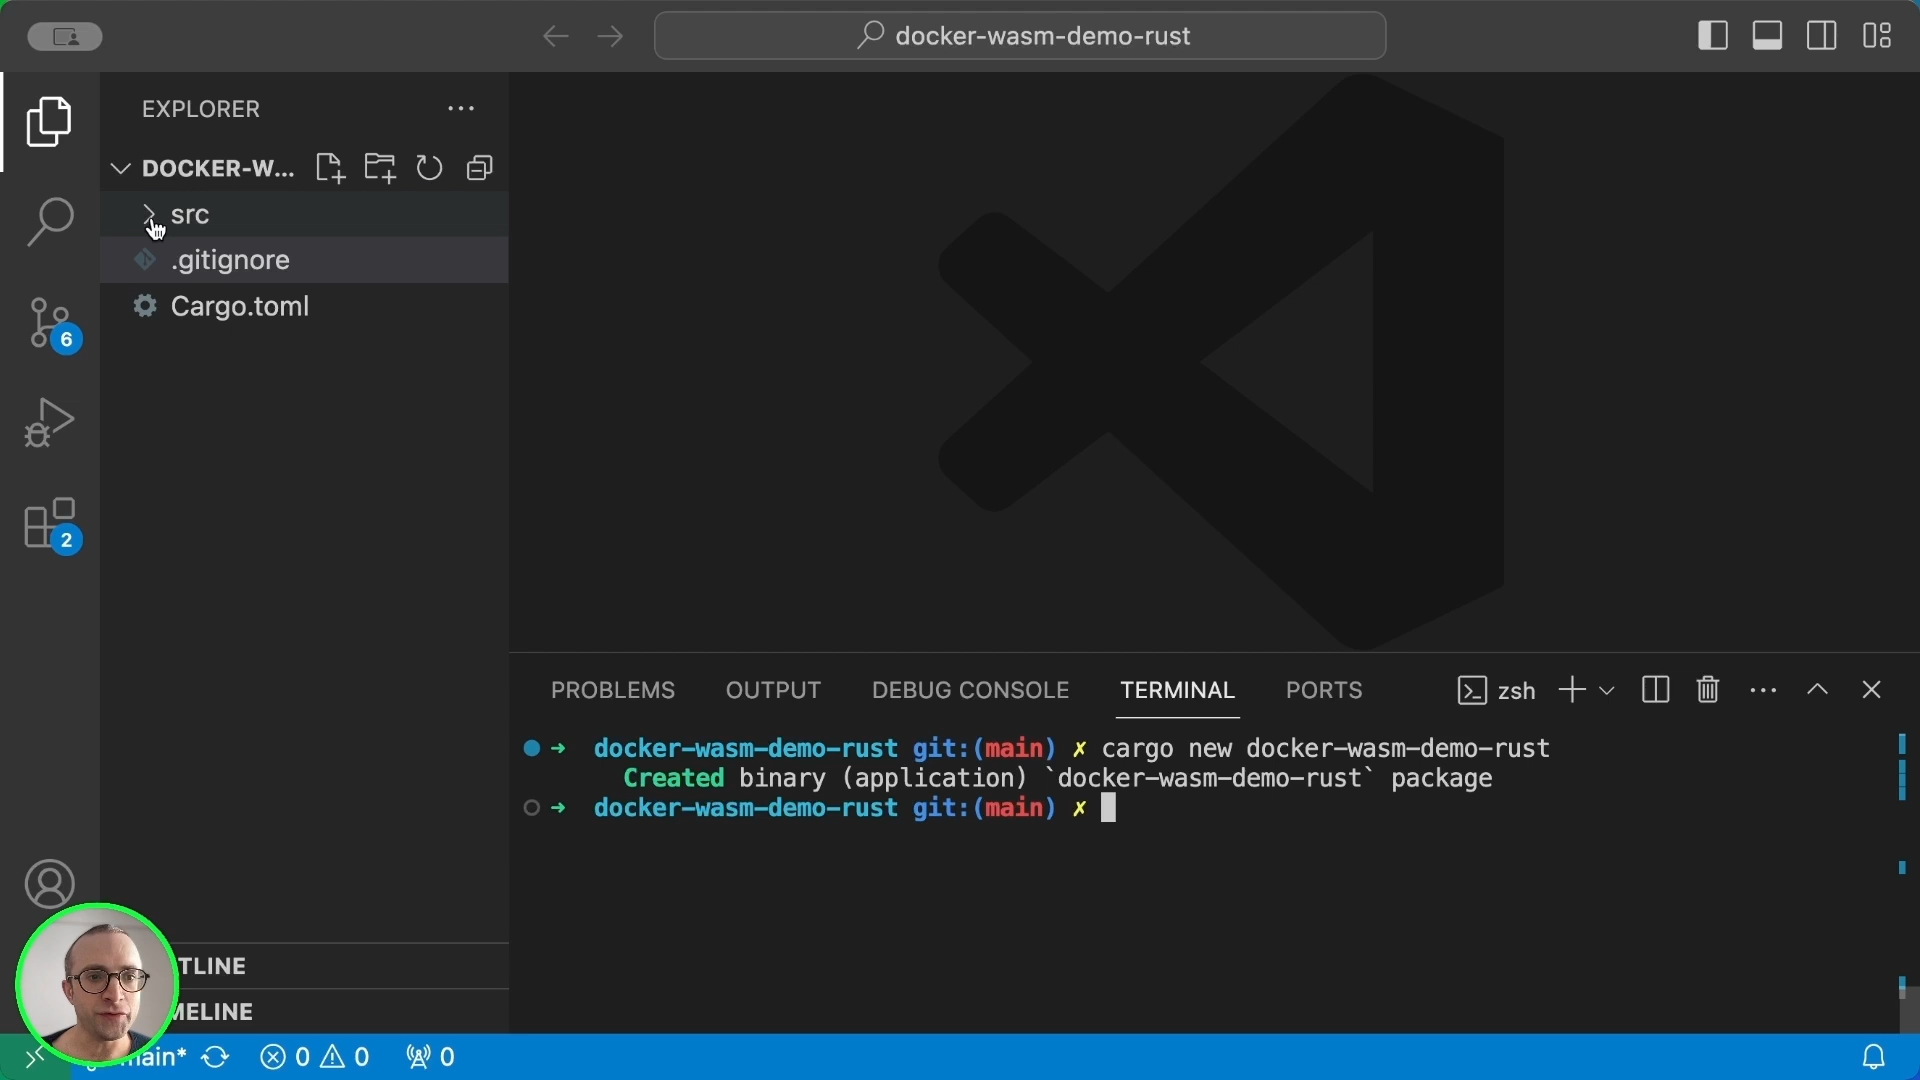 docker-wasm-demo-rust
EXPLORER
DOCKER-W...
src
.gitignore
Cargo.toml
6
2
PROBLEMS OUTPUT DEBUG CONSOLE TERMINAL PORTS zsh
➜ docker-wasm-demo-rust git:(main) ✗ cargo new docker-wasm-demo-rust
Created binary (application) `docker-wasm-demo-rust` package
➜ docker-wasm-demo-rust git:(main) ✗
TLINE
MELINE
main* 0 0 0